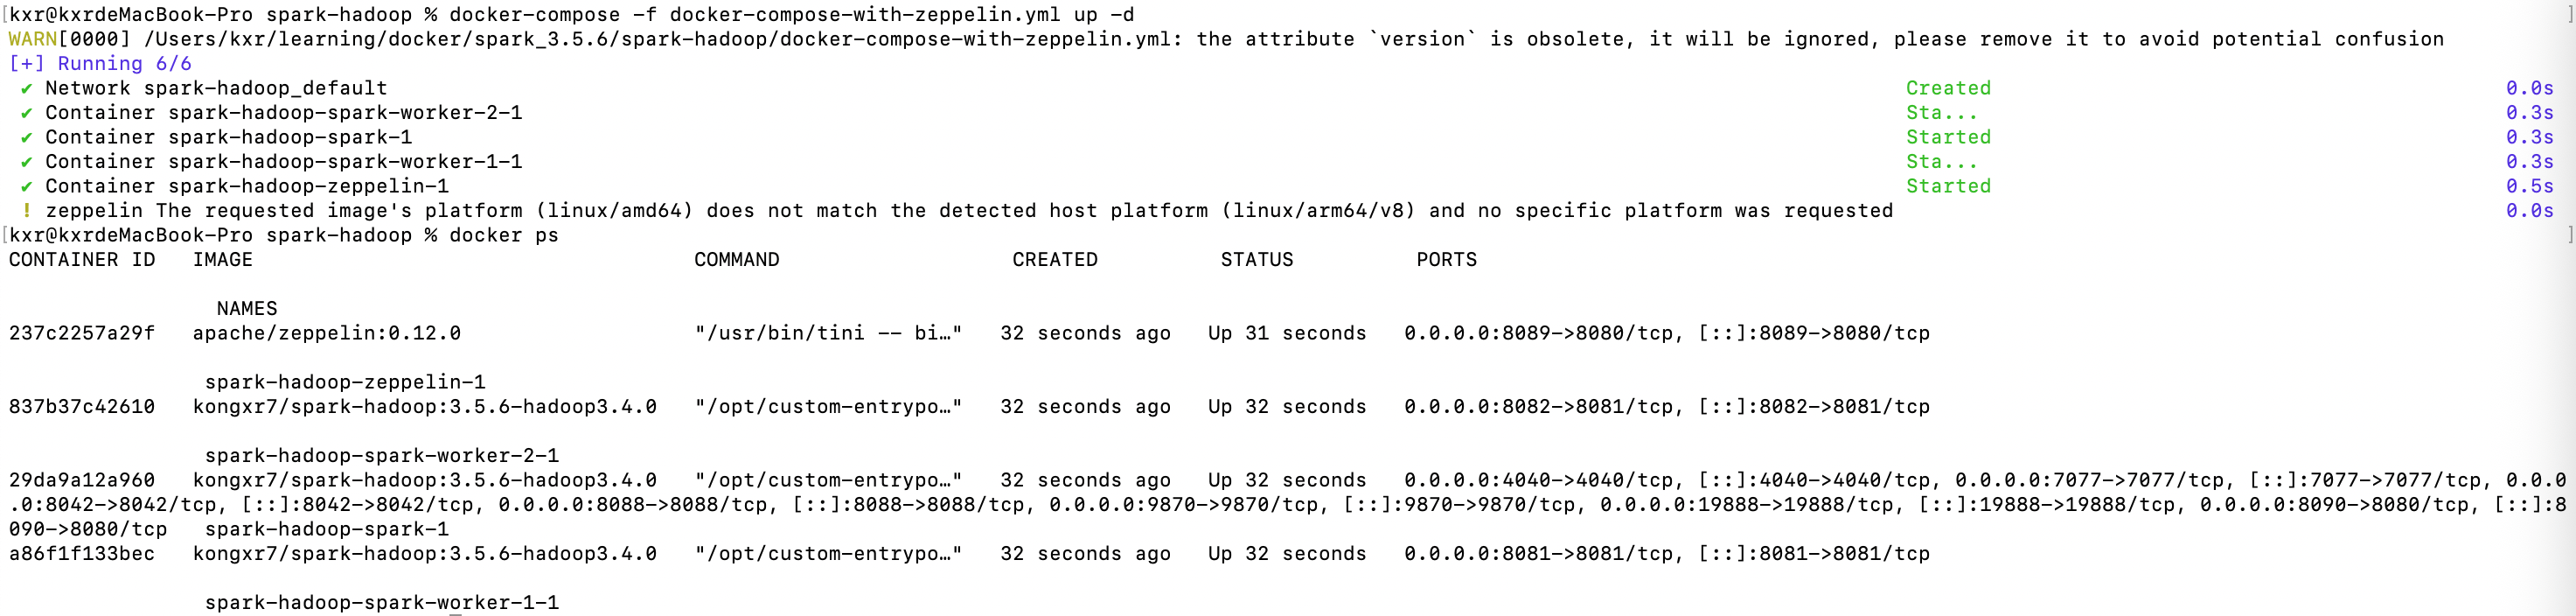 [kxr@kxrdeMacBook-Pro spark-hadoop % docker-compose -f docker-compose-with-zeppelin.yml up -d ]
WARN[0000] /Users/kxr/learning/docker/spark_3.5.6/spark-hadoop/docker-compose-with-zeppelin.yml: the attribute `version` is obsolete, it will be ignored, please remove it to avoid potential confusion
[+] Running 6/6
✔ Network spark-hadoop_default Created 0.0s
✔ Container spark-hadoop-spark-worker-2-1 Sta... 0.3s
✔ Container spark-hadoop-spark-1 Started 0.3s
✔ Container spark-hadoop-spark-worker-1-1 Sta... 0.3s
✔ Container spark-hadoop-zeppelin-1 Started 0.5s
! zeppelin The requested image's platform (linux/amd64) does not match the detected host platform (linux/arm64/v8) and no specific platform was requested 0.0s
[kxr@kxrdeMacBook-Pro spark-hadoop % docker ps ]
CONTAINER ID IMAGE COMMAND CREATED STATUS PORTS
NAMES
237c2257a29f apache/zeppelin:0.12.0 "/usr/bin/tini -- bi…" 32 seconds ago Up 31 seconds 0.0.0.0:8089->8080/tcp, [::]:8089->8080/tcp
spark-hadoop-zeppelin-1
837b37c42610 kongxr7/spark-hadoop:3.5.6-hadoop3.4.0 "/opt/custom-entrypo…" 32 seconds ago Up 32 seconds 0.0.0.0:8082->8081/tcp, [::]:8082->8081/tcp
spark-hadoop-spark-worker-2-1
29da9a12a960 kongxr7/spark-hadoop:3.5.6-hadoop3.4.0 "/opt/custom-entrypo…" 32 seconds ago Up 32 seconds 0.0.0.0:4040->4040/tcp, [::]:4040->4040/tcp, 0.0.0.0:7077->7077/tcp, [::]:7077->7077/tcp, 0.0.0
.0:8042->8042/tcp, [::]:8042->8042/tcp, 0.0.0.0:8088->8088/tcp, [::]:8088->8088/tcp, 0.0.0.0:9870->9870/tcp, [::]:9870->9870/tcp, 0.0.0.0:19888->19888/tcp, [::]:19888->19888/tcp, 0.0.0.0:8090->8080/tcp, [::]:8
090->8080/tcp spark-hadoop-spark-1
a86f1f133bec kongxr7/spark-hadoop:3.5.6-hadoop3.4.0 "/opt/custom-entrypo…" 32 seconds ago Up 32 seconds 0.0.0.0:8081->8081/tcp, [::]:8081->8081/tcp
spark-hadoop-spark-worker-1-1